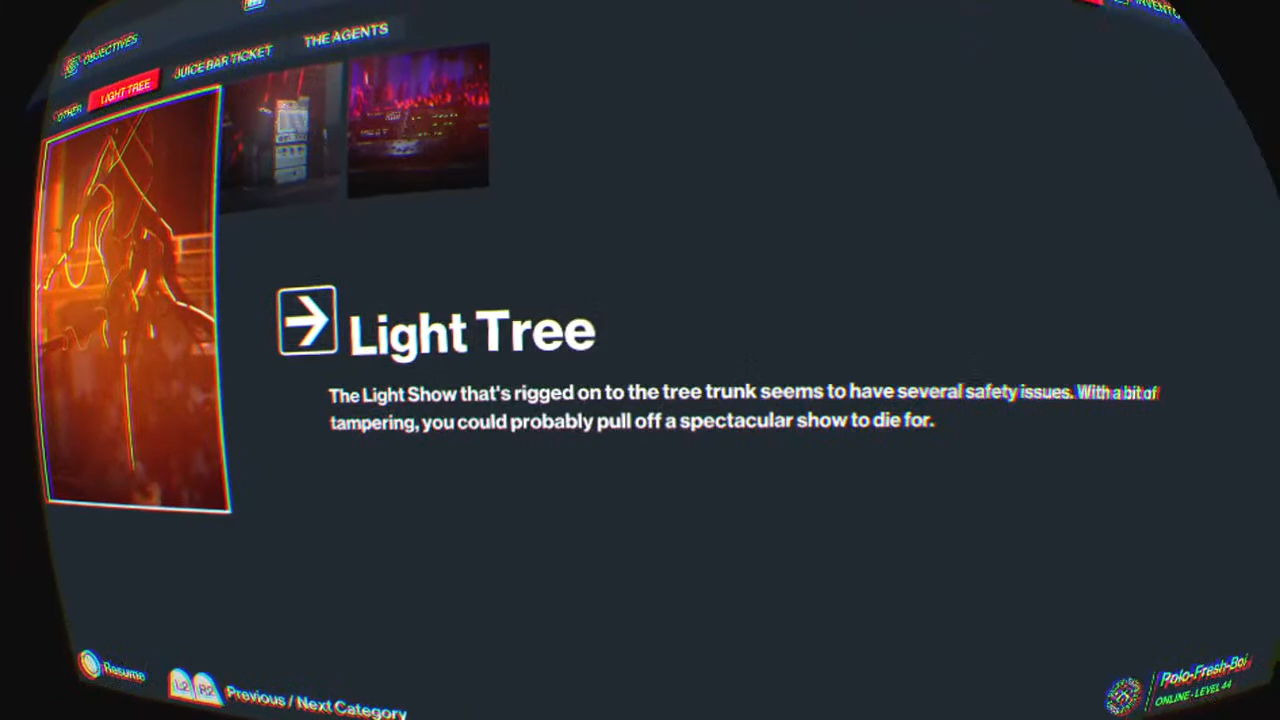 OBJECTIVES
OTHER
LIGHT TREE
JUICE BAR TICKET
THE AGENTS
Light Tree
The Light Show that's rigged on to the tree trunk seems to have several safety issues. With a bit of
tampering, you could probably pull off a spectacular show to die for.
Resume
L2 R2 Previous / Next Category
Polo-Fresh-Boi
ONLINE - LEVEL 44